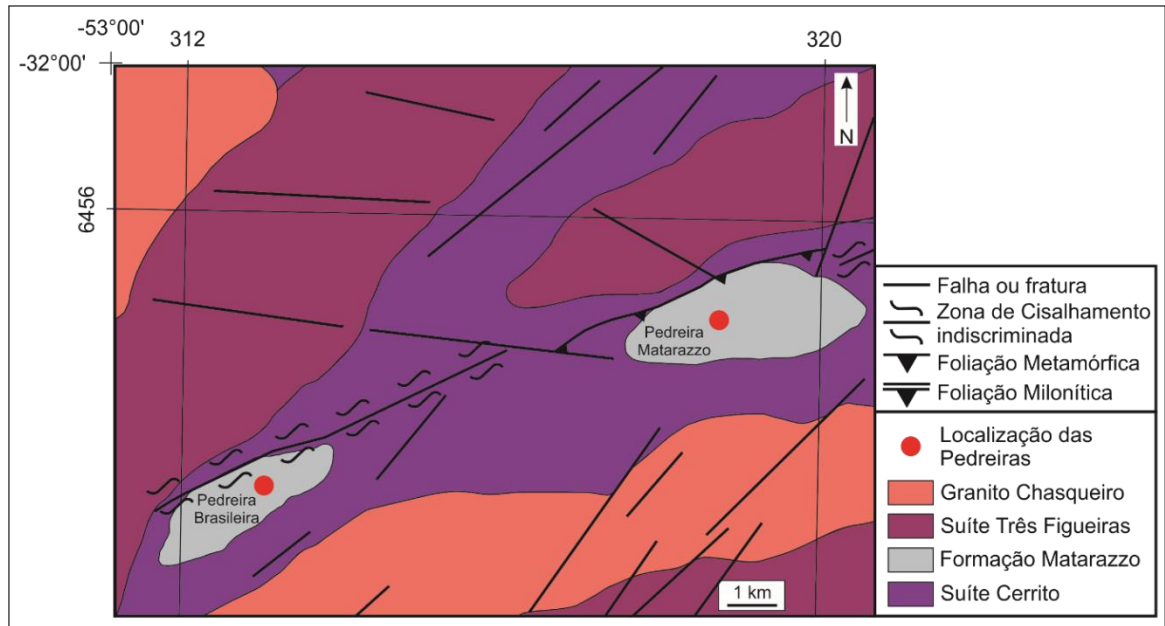 -53°00'
312
320
-32°00'
N
6456
Pedreira
Matarazzo
Pedreira
Brasileira
1 km
Falha ou fratura
Zona de Cisalhamento
indiscriminada
Foliação Metamórfica
Foliação Milonítica
Localização das
Pedreiras
Granito Chasqueiro
Suíte Três Figueiras
Formação Matarazzo
Suíte Cerrito